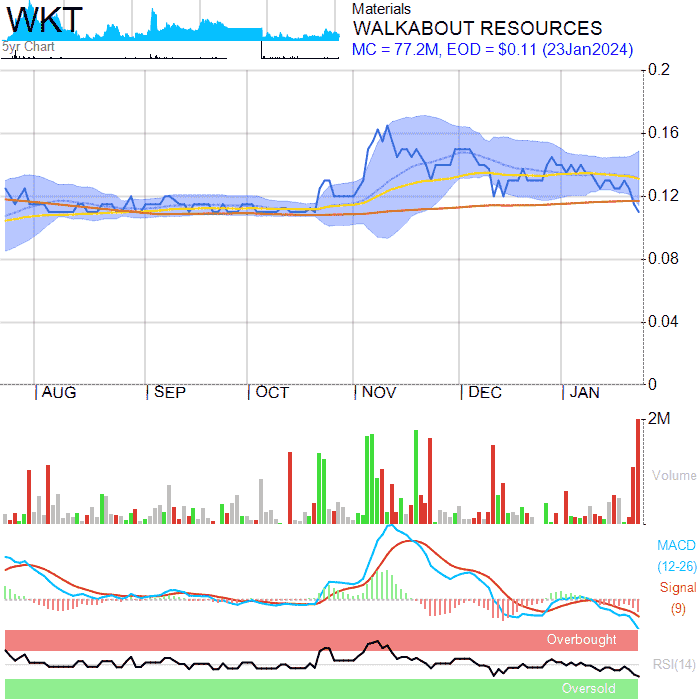 WKT
5yr Chart
Materials
WALKABOUT RESOURCES
MC = 77.2M, EOD = $0.11 (23Jan2024)
0.2
0.16
0.12
0.08
0.04
0
AUG SEP OCT NOV DEC JAN
2M
Volume
MACD
(12-26)
Signal
(9)
Overbought
RSI(14)
Oversold